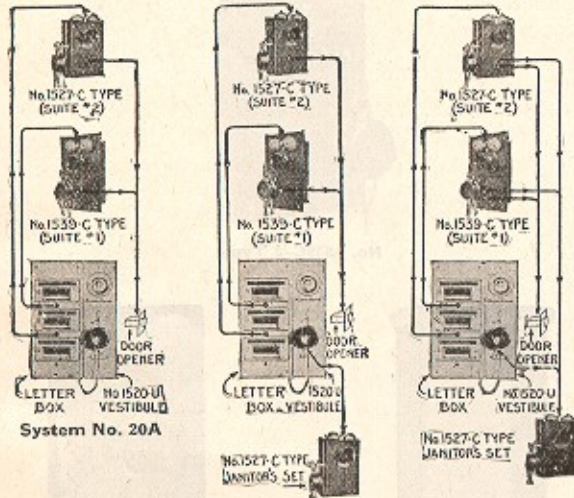 No. 1527-C TYPE
(SUITE #2)
No. 1539-C TYPE
(SUITE #1)
DOOR
OPENER
LETTER
BOX
No 1520-U
VESTIBULE
System No. 20A
No. 1527-C TYPE
(SUITE #2)
No. 1539-C TYPE
(SUITE #1)
DOOR
OPENER
LETTER
BOX
1520-U
VESTIBULE
No. 1527-C TYPE
JANITOR'S SET
No. 1527-C TYPE
(SUITE #2)
No. 1539-C TYPE
(SUITE #1)
DOOR
OPENER
LETTER
BOX
No. 1520-U
VESTIBULE
No. 1527-C TYPE
JANITOR'S SET